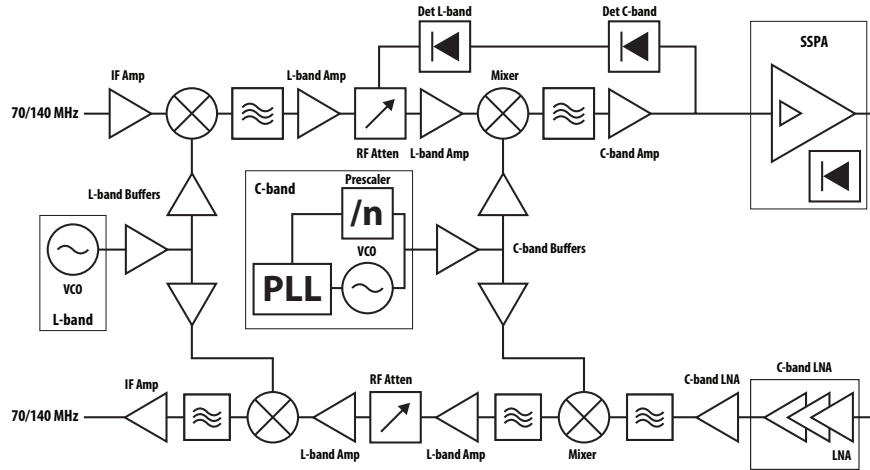 Det L-band
Det C-band
SSPA
IF Amp
L-band Amp
Mixer
70/140 MHz
RF Atten
L-band Amp
C-band Amp
L-band Buffers
C-band
Prescaler
/n
VCO
PLL
C-band Buffers
VCO
L-band
IF Amp
RF Atten
C-band LNA
C-band LNA
70/140 MHz
L-band Amp
L-band Amp
Mixer
LNA